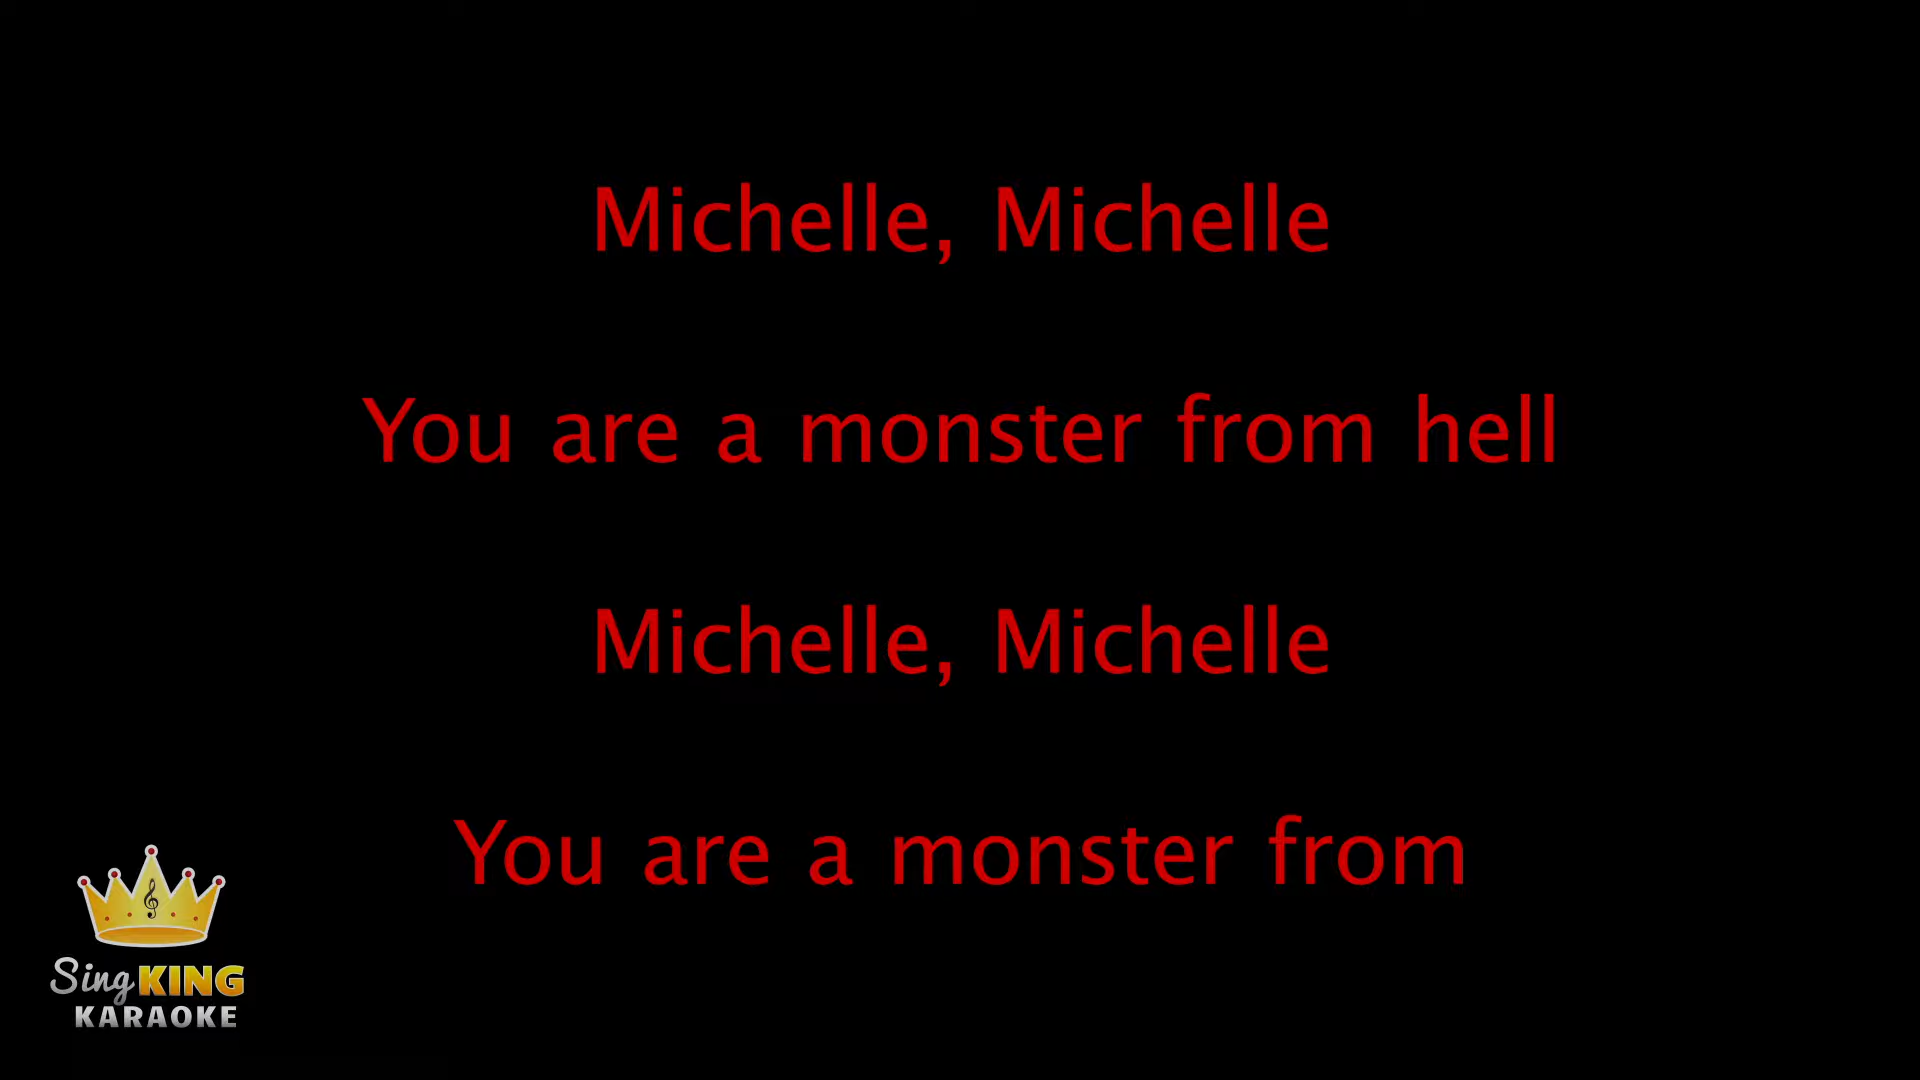 Michelle, Michelle
You are a monster from hell
Michelle, Michelle
You are a monster from
Sing KING
KARAOKE